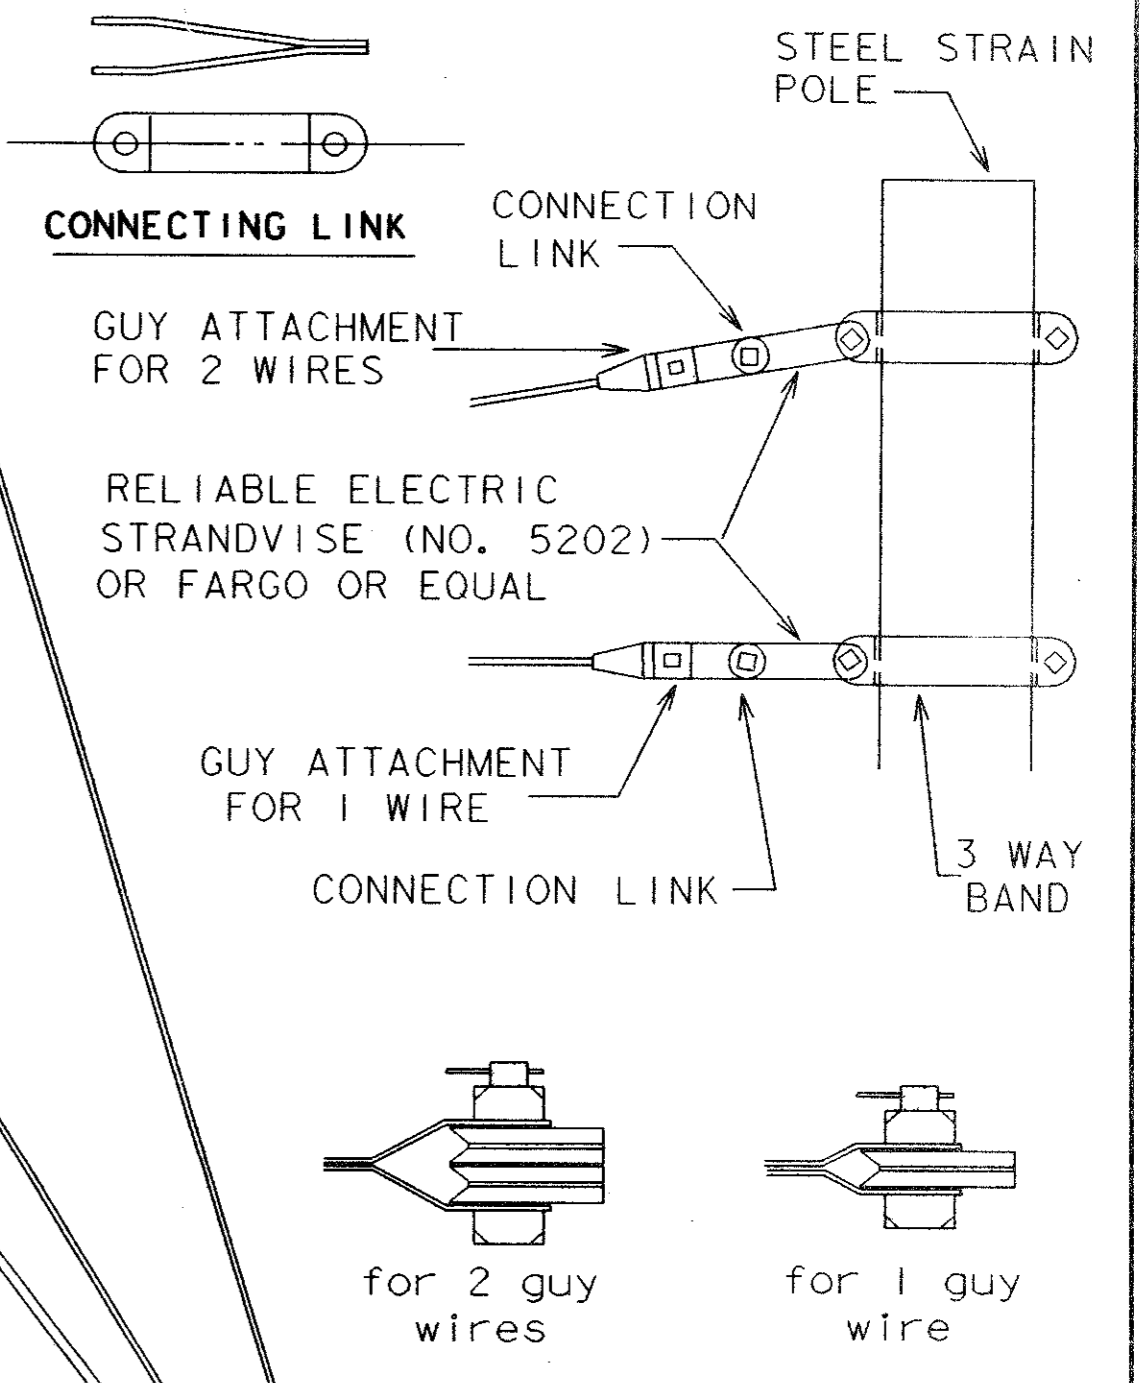 STEEL STRAIN
POLE
CONNECTING LINK
CONNECTION
LINK
GUY ATTACHMENT
FOR 2 WIRES
RELIABLE ELECTRIC
STRANDVISE (NO. 5202)
OR FARGO OR EQUAL
GUY ATTACHMENT
FOR 1 WIRE
CONNECTION LINK
3 WAY
BAND
for 2 guy
wires
for 1 guy
wire